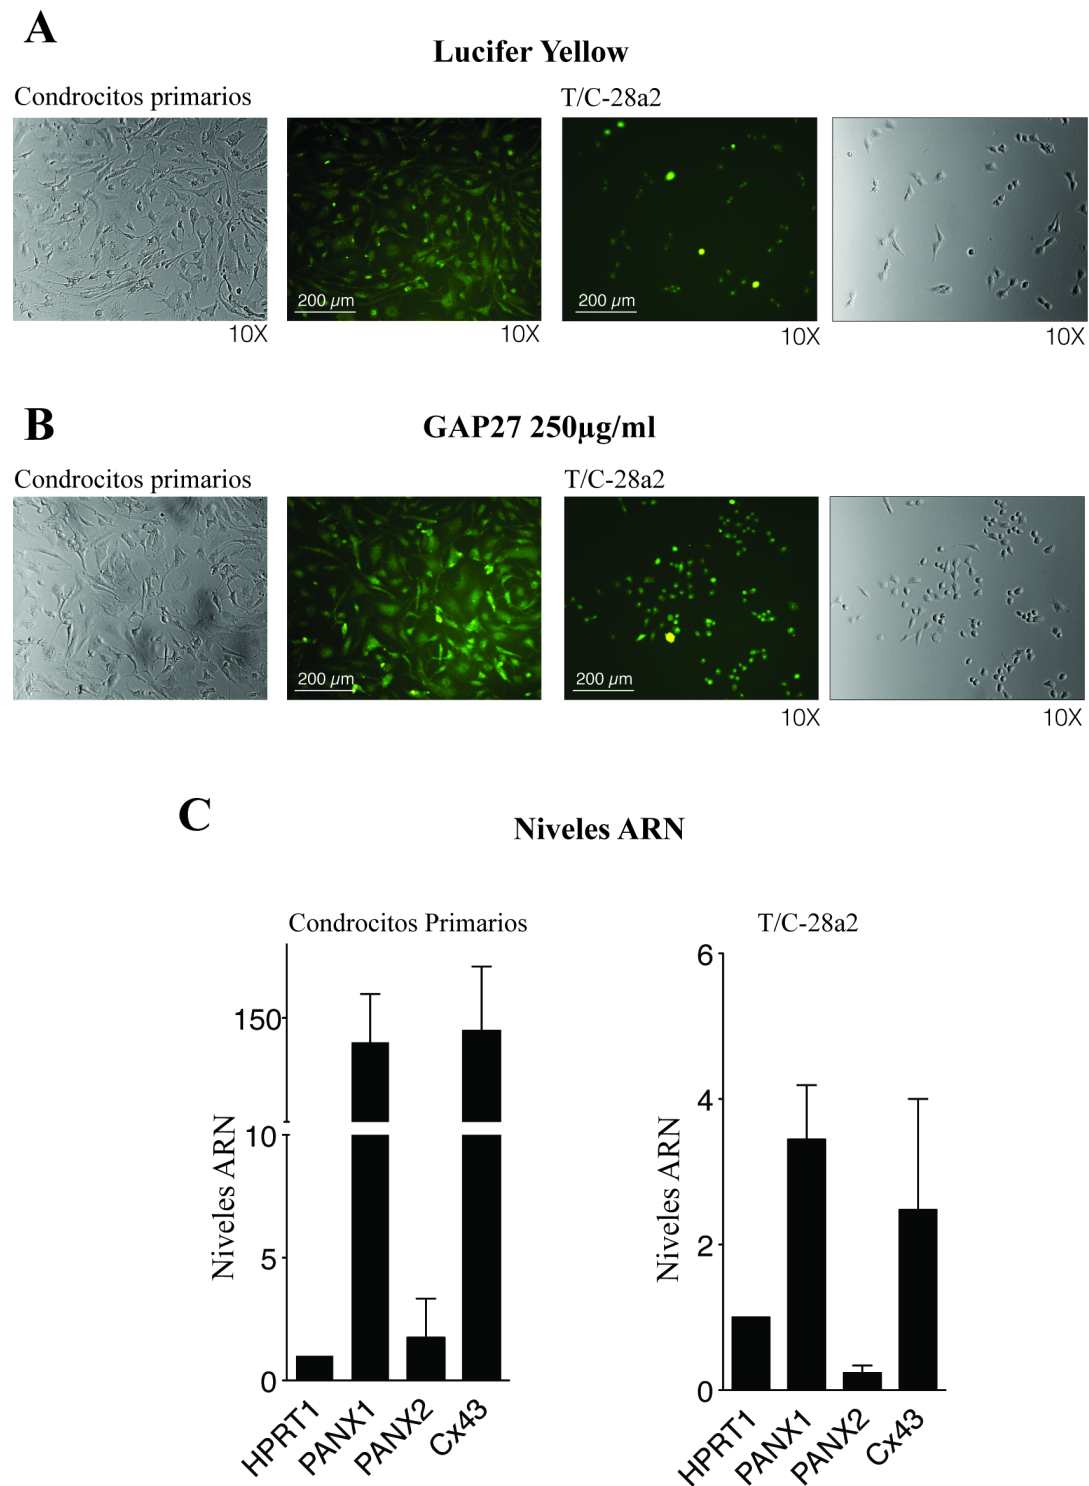 A
Lucifer Yellow
Condrocitos primarios
T/C-28a2
200 µm
200 µm
10X
10X
10X
10X
B
GAP27 250µg/ml
Condrocitos primarios
T/C-28a2
200 µm
200 µm
10X
10X
C
Niveles ARN
Condrocitos Primarios
Niveles ARN
150
10
5
0
HPRT1
PANX1
PANX2
Cx43
T/C-28a2
Niveles ARN
6
4
2
0
HPRT1
PANX1
PANX2
Cx43